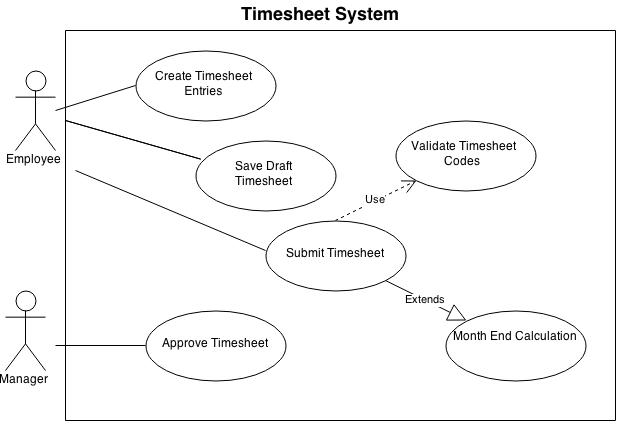 Timesheet System
Create Timesheet
Entries
Employee
Save Draft
Timesheet
Validate Timesheet
Codes
Use
Submit Timesheet
Extends
Manager
Approve Timesheet
Month End Calculation